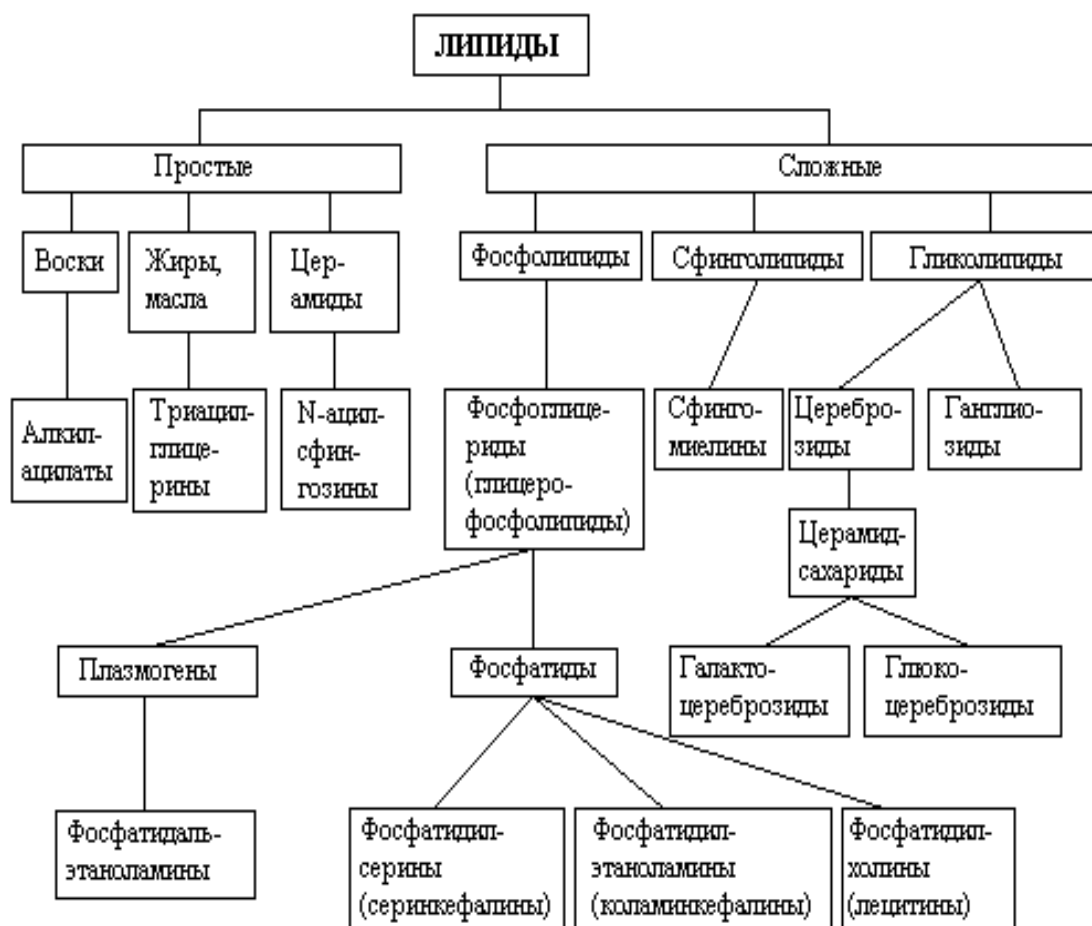 ЛИПИДЫ
Простые
Сложные
Воски
Жиры,
масла
Цер-
амиды
Фосфолипиды
Сфинголипиды
Гликолипиды
Алкил-
ацилаты
Триацил-
глице-
рины
N-ацил-
сфин-
гозины
Фосфоглице-
риды
(глицеро-
фосфолипиды)
Сфинго-
миелины
Церебро-
зиды
Ганглио-
зиды
Церамид-
сахариды
Плазмогены
Фосфатиды
Галакто-
цереброзиды
Глюко-
цереброзиды
Фосфатидаль-
этаноламины
Фосфатидил-
серины
(серинкефалины)
Фосфатидил-
этаноламины
(коламинкефалины)
Фосфатидил-
холины
(лецитины)